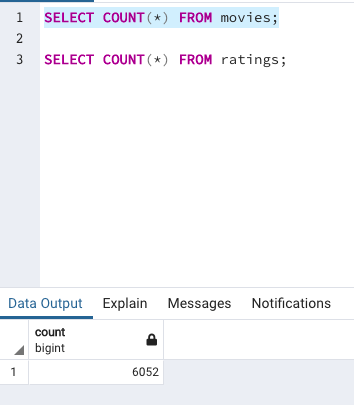 1 SELECT COUNT(*) FROM movies;
2
3 SELECT COUNT(*) FROM ratings;
Data Output Explain Messages Notifications
count
bigint
1 6052